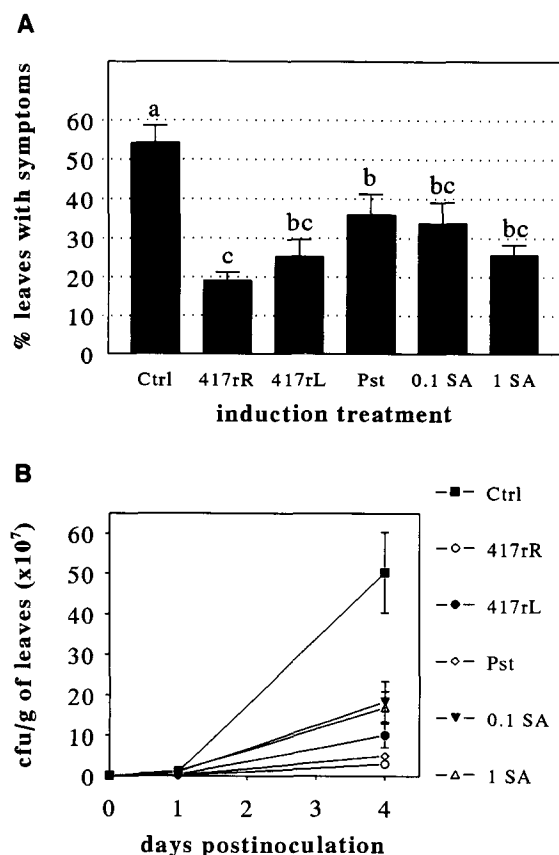 A
% leaves with symptoms
60
50
40
30
20
10
0
a
c
bc
b
bc
bc
Ctrl 417rR 417rL Pst 0.1 SA 1 SA
induction treatment
B
cfu/g of leaves (x10⁷)
60
50
40
30
20
10
0
0 1 2 3 4
days postinoculation
Ctrl
417rR
417rL
Pst
0.1 SA
1 SA